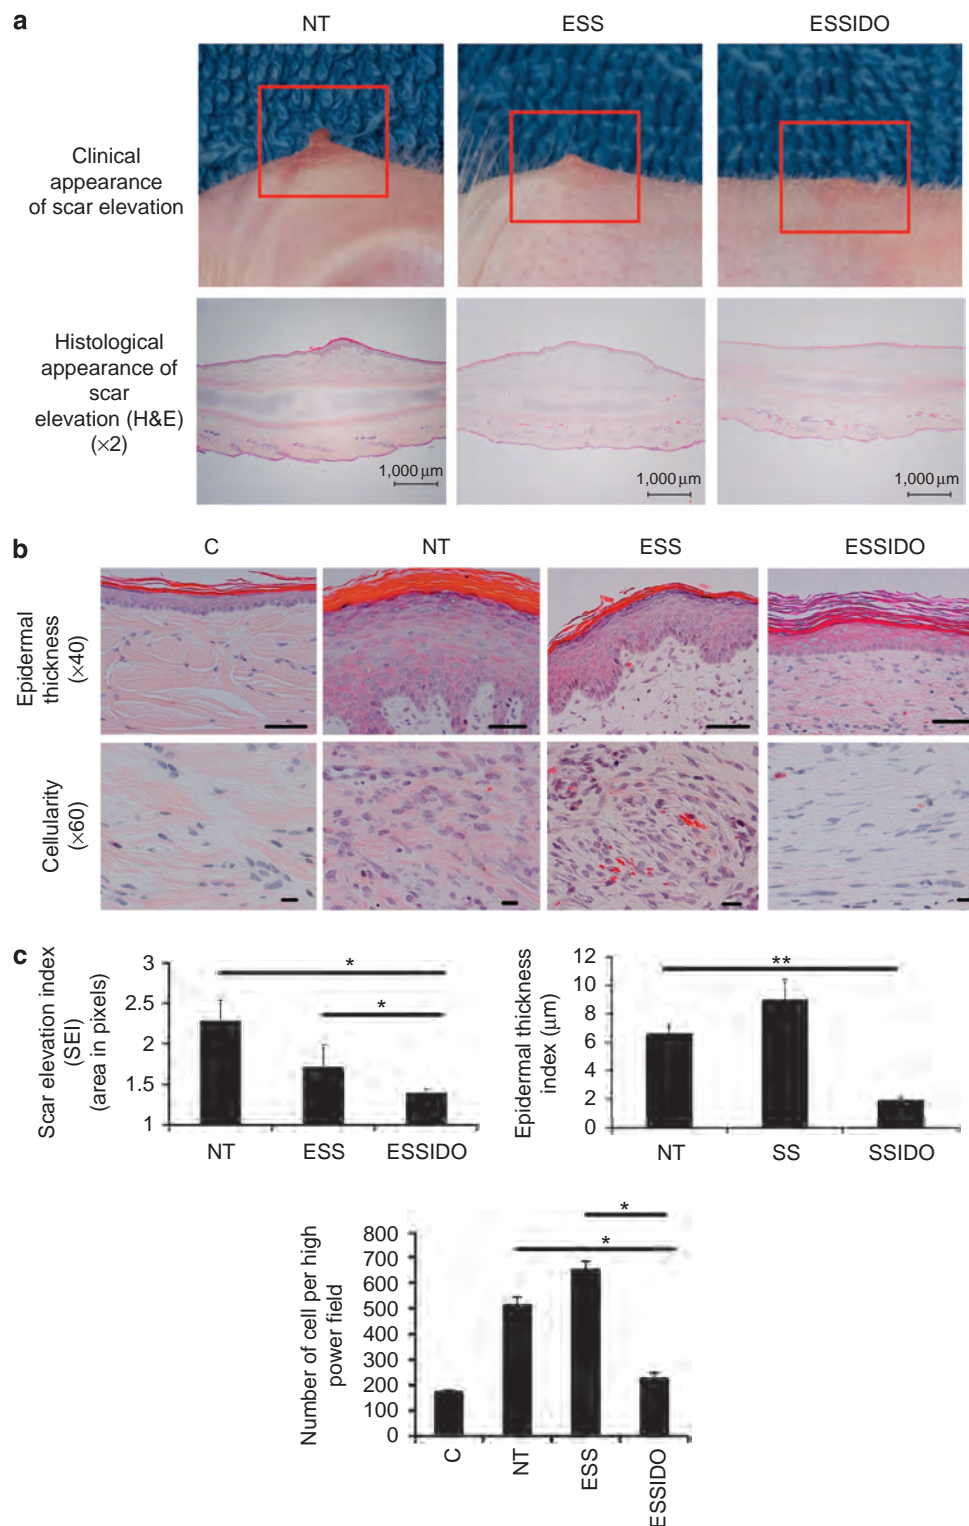 a
NT
ESS
ESSIDO
Clinical
appearance
of scar elevation
Histological
appearance of
scar
elevation (H&E)
(×2)
1,000 μm
1,000 μm
1,000 μm
b
C
NT
ESS
ESSIDO
Epidermal
thickness
(×40)
Cellularity
(×60)
c
Scar elevation index
(SEI)
(area in pixels)
3
2.5
2
1.5
1
*
*
NT
ESS
ESSIDO
Epidermal thickness
index (μm)
12
10
8
6
4
2
0
**
NT
SS
SSIDO
Number of cell per high
power field
800
700
600
500
400
300
200
100
0
*
*
C
NT
ESS
ESSIDO